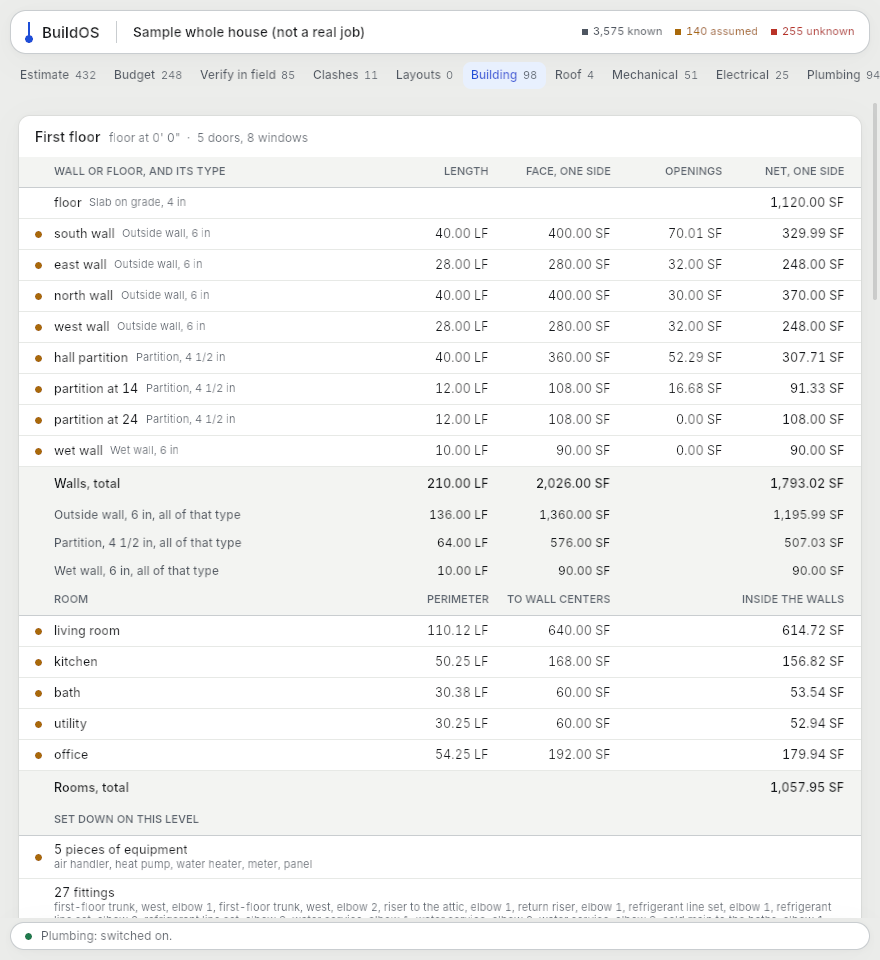 BuildOS Sample whole house (not a real job) 3,575 known 140 assumed 255 unknown
Estimate 432 Budget 248 Verify in field 85 Clashes 11 Layouts 0 Building 98 Roof 4 Mechanical 51 Electrical 25 Plumbing 94
First floor floor at 0' 0" · 5 doors, 8 windows
WALL OR FLOOR, AND ITS TYPE LENGTH FACE, ONE SIDE OPENINGS NET, ONE SIDE
floor Slab on grade, 4 in 1,120.00 SF
south wall Outside wall, 6 in 40.00 LF 400.00 SF 70.01 SF 329.99 SF
east wall Outside wall, 6 in 28.00 LF 280.00 SF 32.00 SF 248.00 SF
north wall Outside wall, 6 in 40.00 LF 400.00 SF 30.00 SF 370.00 SF
west wall Outside wall, 6 in 28.00 LF 280.00 SF 32.00 SF 248.00 SF
hall partition Partition, 4 1/2 in 40.00 LF 360.00 SF 52.29 SF 307.71 SF
partition at 14 Partition, 4 1/2 in 12.00 LF 108.00 SF 16.68 SF 91.33 SF
partition at 24 Partition, 4 1/2 in 12.00 LF 108.00 SF 0.00 SF 108.00 SF
wet wall Wet wall, 6 in 10.00 LF 90.00 SF 0.00 SF 90.00 SF
Walls, total 210.00 LF 2,026.00 SF 1,793.02 SF
Outside wall, 6 in, all of that type 136.00 LF 1,360.00 SF 1,195.99 SF
Partition, 4 1/2 in, all of that type 64.00 LF 576.00 SF 507.03 SF
Wet wall, 6 in, all of that type 10.00 LF 90.00 SF 90.00 SF
ROOM PERIMETER TO WALL CENTERS INSIDE THE WALLS
living room 110.12 LF 640.00 SF 614.72 SF
kitchen 50.25 LF 168.00 SF 156.82 SF
bath 30.38 LF 60.00 SF 53.54 SF
utility 30.25 LF 60.00 SF 52.94 SF
office 54.25 LF 192.00 SF 179.94 SF
Rooms, total 1,057.95 SF
SET DOWN ON THIS LEVEL
5 pieces of equipment
air handler, heat pump, water heater, meter, panel
27 fittings
first-floor trunk, west, elbow 1, first-floor trunk, west, elbow 2, riser to the attic, elbow 1, return riser, elbow 1, refrigerant line set, elbow 1, refrigerant
Plumbing: switched on.